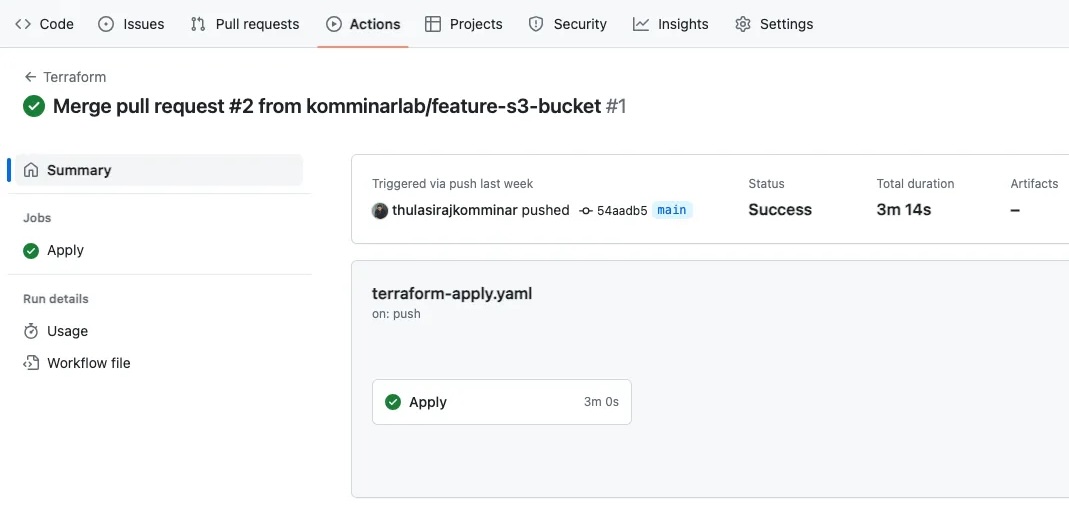 Code Issues Pull requests Actions Projects Security Insights Settings
← Terraform
Merge pull request #2 from komminarlab/feature-s3-bucket #1
Summary
Jobs
Apply
Run details
Usage
Workflow file
Triggered via push last week
thulasirajkomminar pushed 54aadb5 main
Status
Success
Total duration
3m 14s
Artifacts
–
terraform-apply.yaml
on: push
Apply 3m 0s